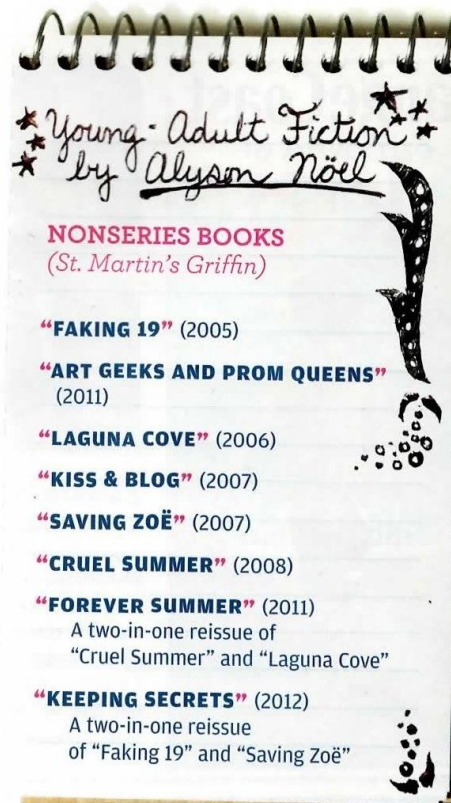 Young-Adult Fiction
by Alyson Nöel
NONSERIES BOOKS
(St. Martin's Griffin)
“FAKING 19” (2005)
“ART GEEKS AND PROM QUEENS”
(2011)
“LAGUNA COVE” (2006)
“KISS & BLOG” (2007)
“SAVING ZOË” (2007)
“CRUEL SUMMER” (2008)
“FOREVER SUMMER” (2011)
A two-in-one reissue of
“Cruel Summer” and “Laguna Cove”
“KEEPING SECRETS” (2012)
A two-in-one reissue
of “Faking 19” and “Saving Zoë”